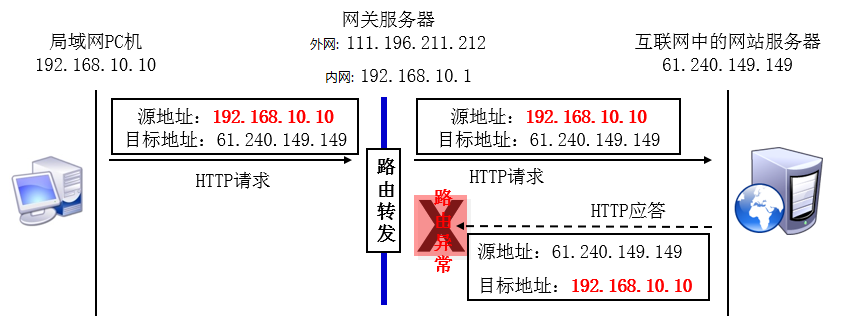 局域网PC机
192.168.10.10
网关服务器
外网: 111.196.211.212
内网: 192.168.10.1
互联网中的网站服务器
61.240.149.149
源地址：192.168.10.10
目标地址：61.240.149.149
HTTP请求
路由转发
源地址：192.168.10.10
目标地址：61.240.149.149
HTTP请求
路由异常
X
HTTP应答
源地址：61.240.149.149
目标地址：192.168.10.10